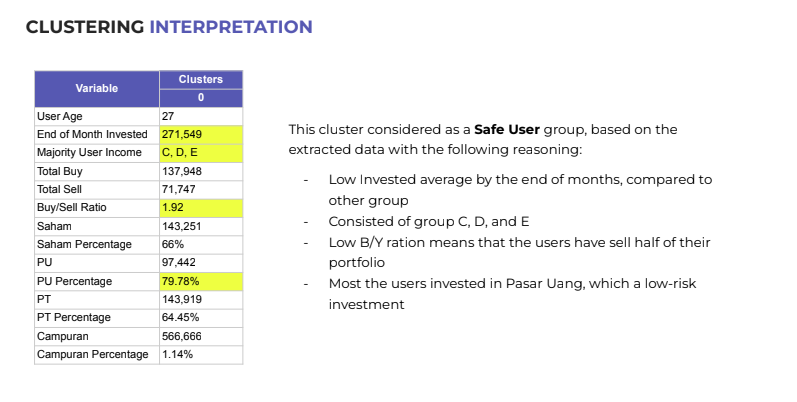 CLUSTERING INTERPRETATION
Variable Clusters
0
User Age 27
End of Month Invested 271,549
Majority User Income C, D, E
Total Buy 137,948
Total Sell 71,747
Buy/Sell Ratio 1.92
Saham 143,251
Saham Percentage 66%
PU 97,442
PU Percentage 79.78%
PT 143,919
PT Percentage 64.45%
Campuran 566,666
Campuran Percentage 1.14%
This cluster considered as a Safe User group, based on the
extracted data with the following reasoning:
- Low Invested average by the end of months, compared to
other group
- Consisted of group C, D, and E
- Low B/Y ration means that the users have sell half of their
portfolio
- Most the users invested in Pasar Uang, which a low-risk
investment